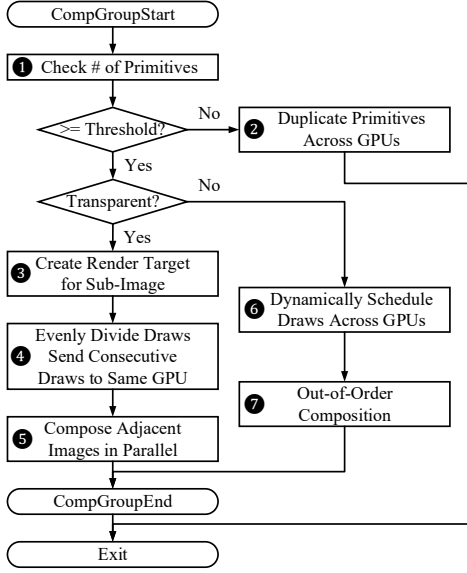 CompGroupStart
❶ Check # of Primitives
>= Threshold?
No
❷ Duplicate Primitives
Across GPUs
Yes
Transparent?
No
Yes
❸ Create Render Target
for Sub-Image
❹ Evenly Divide Draws
Send Consecutive
Draws to Same GPU
❺ Compose Adjacent
Images in Parallel
❻ Dynamically Schedule
Draws Across GPUs
❼ Out-of-Order
Composition
CompGroupEnd
Exit